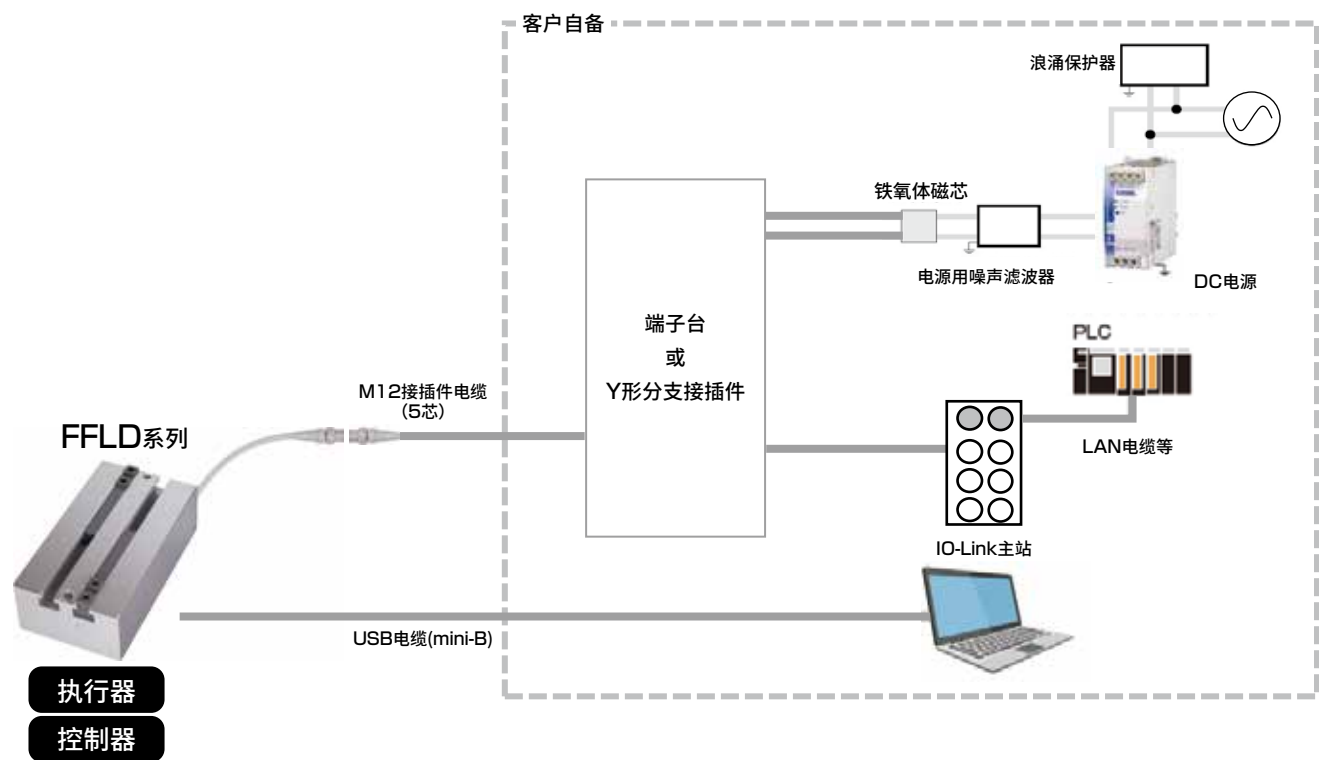 客户自备
浪涌保护器
铁氧体磁芯
电源用噪声滤波器
DC电源
端子台
或
Y形分支接插件
PLC
M12接插件电缆
（5芯）
FFLD系列
LAN电缆等
IO-Link主站
USB电缆(mini-B)
执行器
控制器